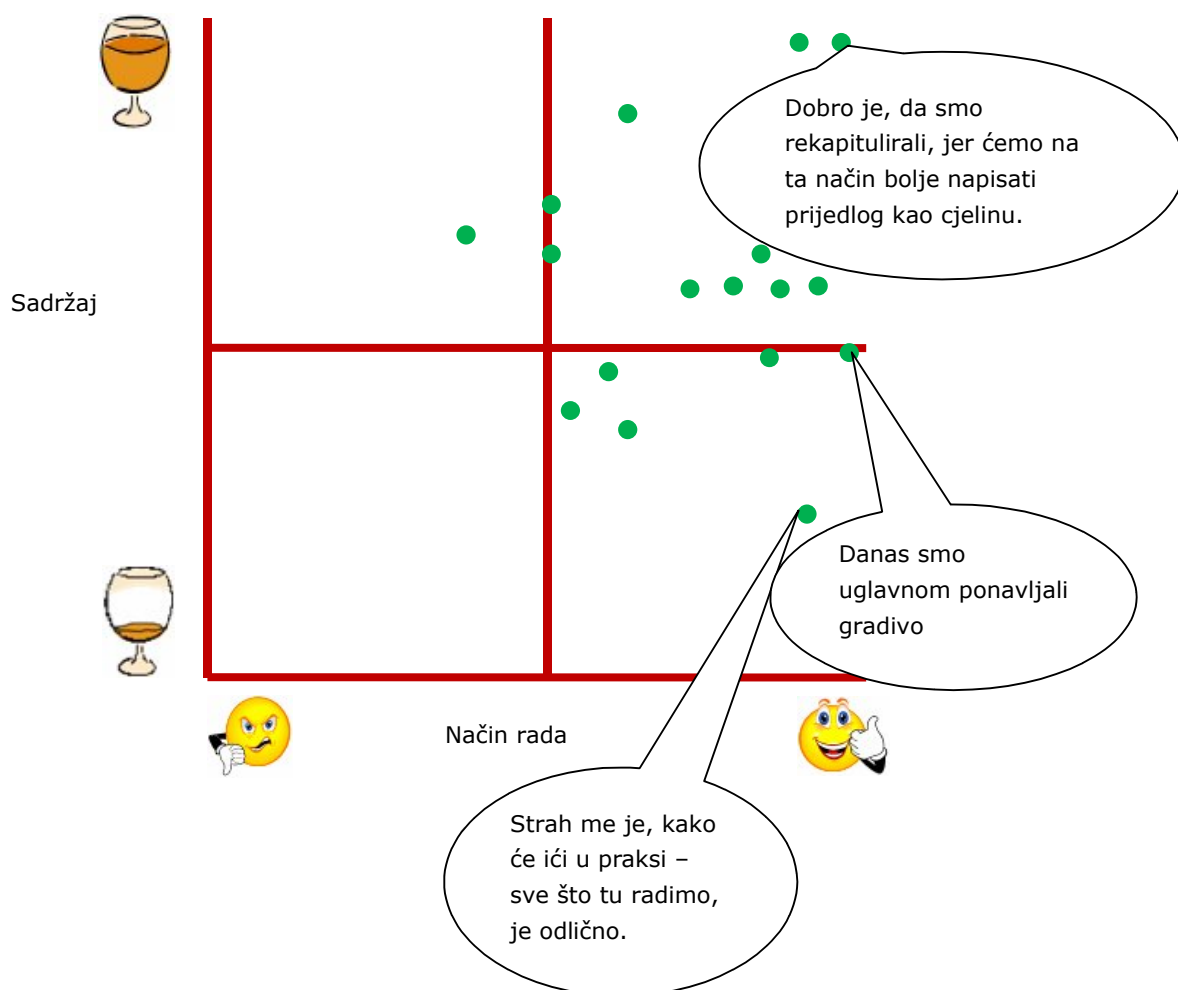 Dobro je, da smo
rekapitulirali, jer ćemo na
ta način bolje napisati
prijedlog kao cjelinu.
Sadržaj
Danas smo
uglavnom ponavljali
gradivo
Način rada
Strah me je, kako
će ići u praksi –
sve što tu radimo,
je odlično.